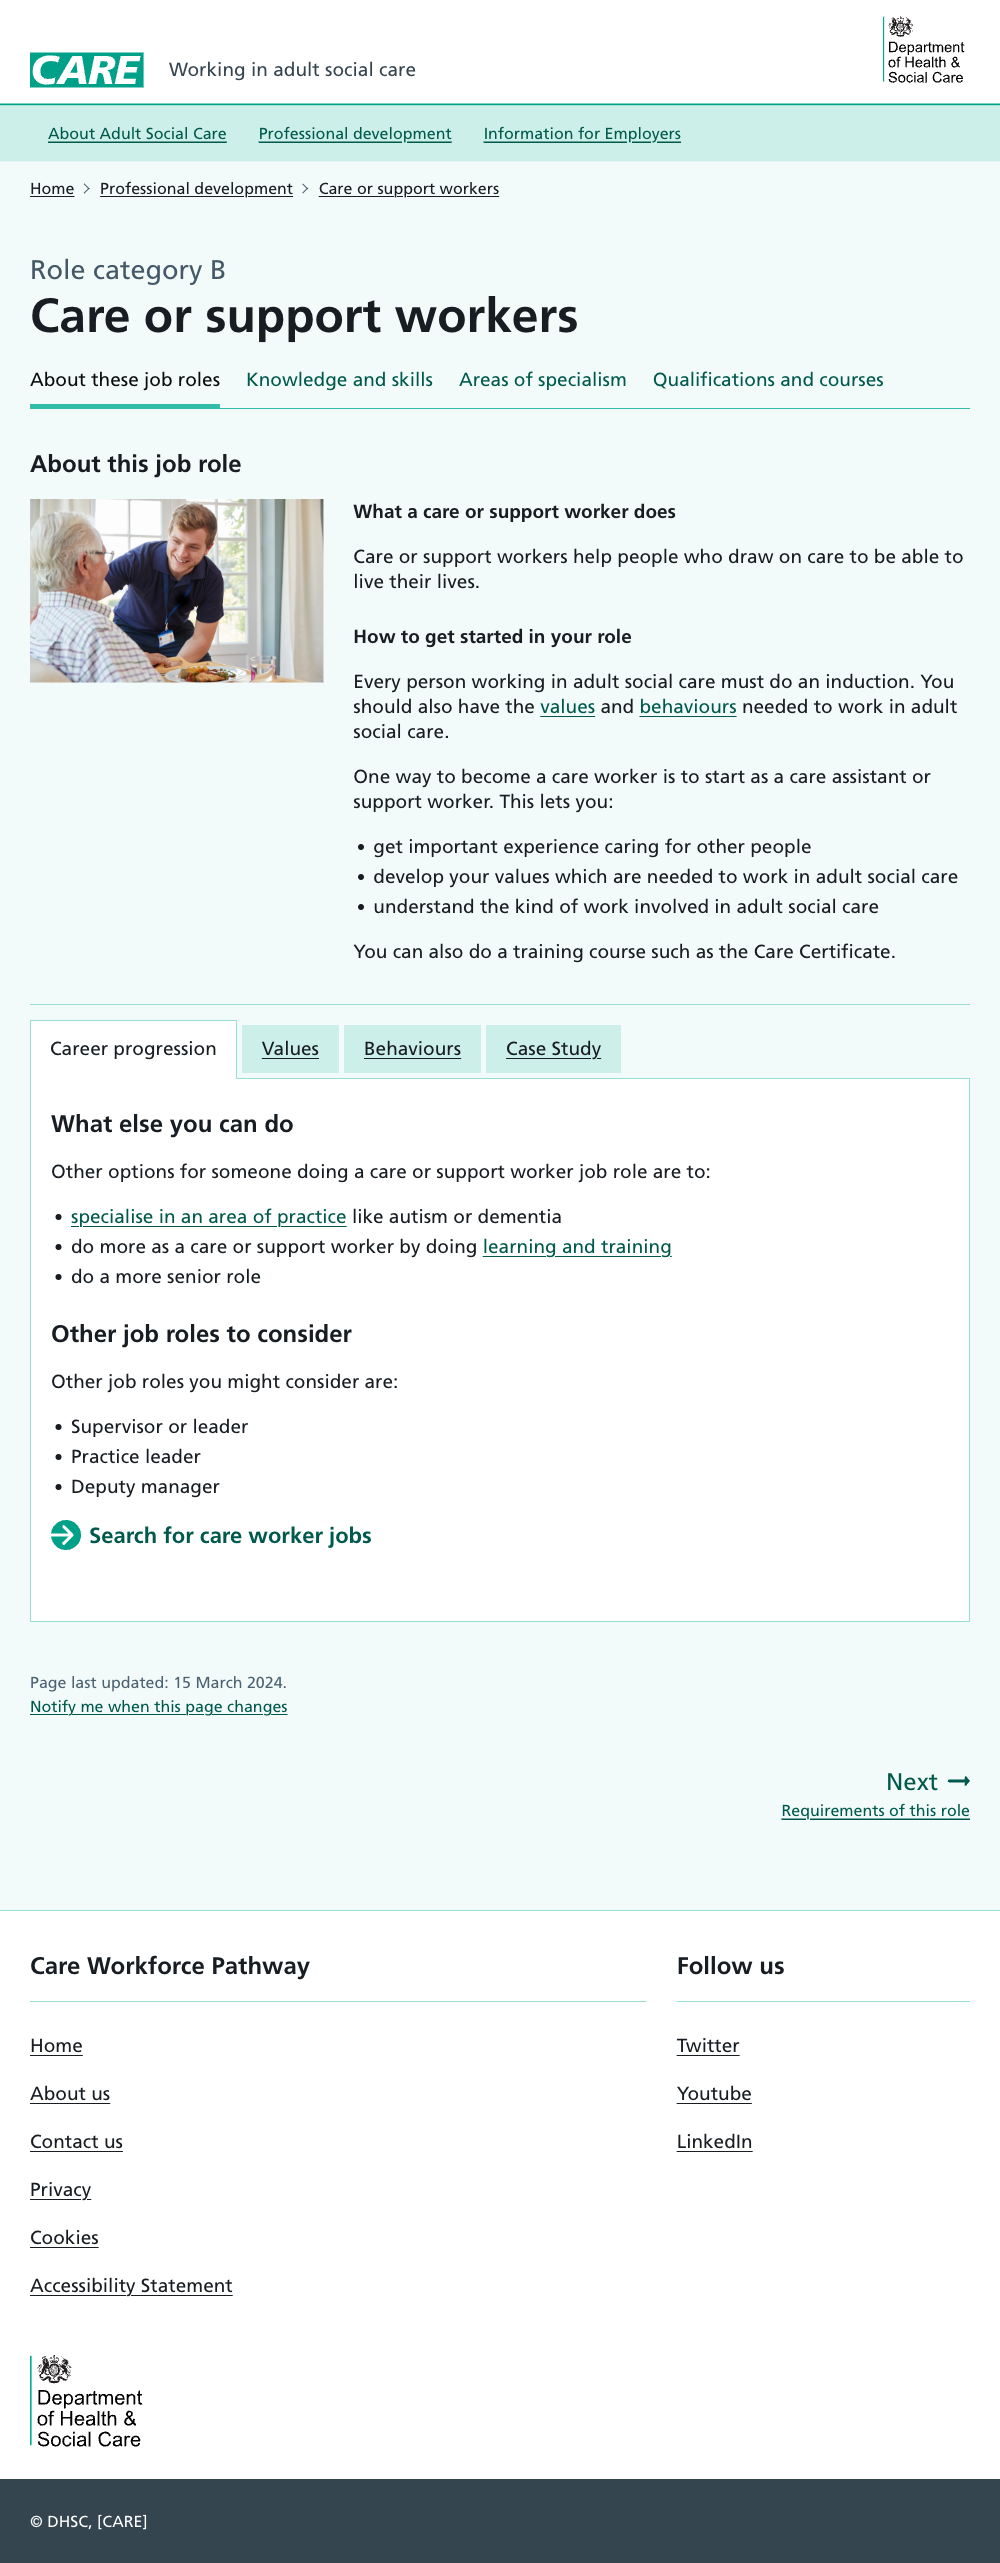 CARE
Working in adult social care
Department
of Health &
Social Care
About Adult Social Care
Professional development
Information for Employers
Home
Professional development
Care or support workers
Role category B
Care or support workers
About these job roles
Knowledge and skills
Areas of specialism
Qualifications and courses
About this job role
What a care or support worker does
Care or support workers help people who draw on care to be able to
live their lives.
How to get started in your role
Every person working in adult social care must do an induction. You
should also have the values and behaviours needed to work in adult
social care.
One way to become a care worker is to start as a care assistant or
support worker. This lets you:
• get important experience caring for other people
• develop your values which are needed to work in adult social care
• understand the kind of work involved in adult social care
You can also do a training course such as the Care Certificate.
Career progression
Values
Behaviours
Case Study
What else you can do
Other options for someone doing a care or support worker job role are to:
• specialise in an area of practice like autism or dementia
• do more as a care or support worker by doing learning and training
• do a more senior role
Other job roles to consider
Other job roles you might consider are:
• Supervisor or leader
• Practice leader
• Deputy manager
Search for care worker jobs
Page last updated: 15 March 2024.
Notify me when this page changes
Next
Requirements of this role
Care Workforce Pathway
Home
About us
Contact us
Privacy
Cookies
Accessibility Statement
Follow us
Twitter
Youtube
LinkedIn
Department
of Health &
Social Care
© DHSC, [CARE]